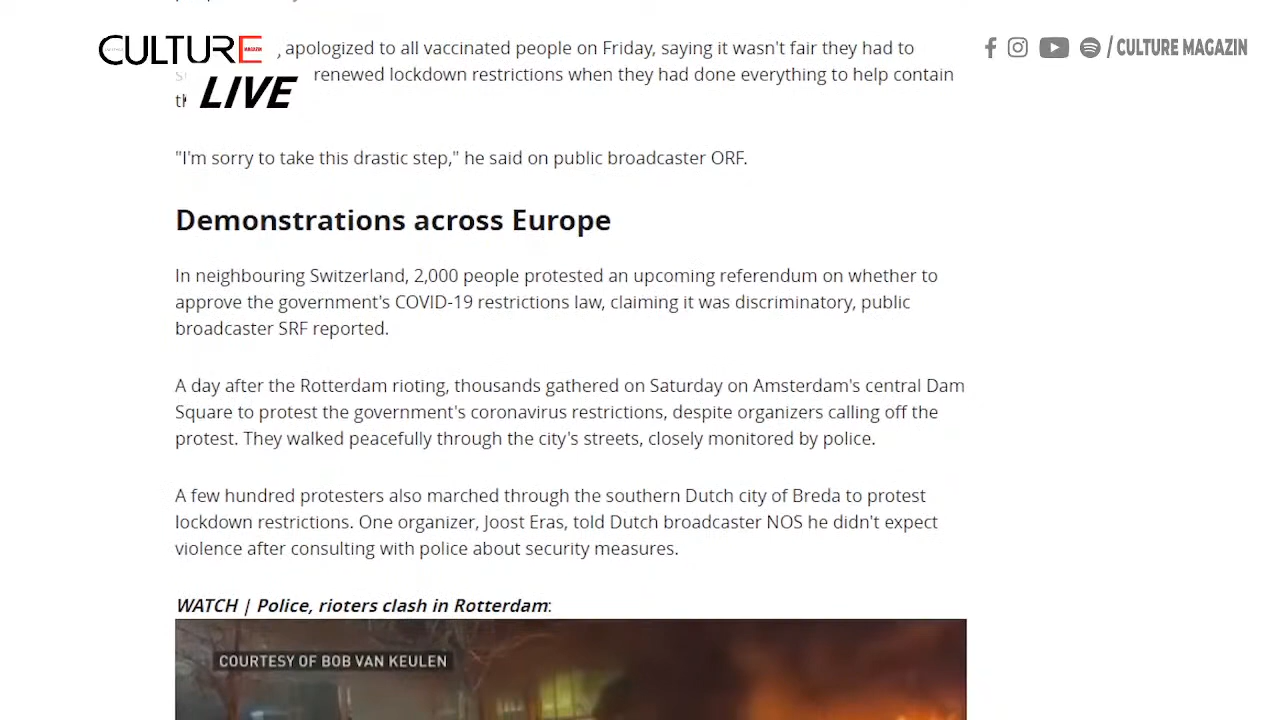 CULTURE
MAGAZIN
LIVE
/ CULTURE MAGAZIN
, apologized to all vaccinated people on Friday, saying it wasn't fair they had to
renewed lockdown restrictions when they had done everything to help contain
"I'm sorry to take this drastic step," he said on public broadcaster ORF.
Demonstrations across Europe
In neighbouring Switzerland, 2,000 people protested an upcoming referendum on whether to
approve the government's COVID-19 restrictions law, claiming it was discriminatory, public
broadcaster SRF reported.
A day after the Rotterdam rioting, thousands gathered on Saturday on Amsterdam's central Dam
Square to protest the government's coronavirus restrictions, despite organizers calling off the
protest. They walked peacefully through the city's streets, closely monitored by police.
A few hundred protesters also marched through the southern Dutch city of Breda to protest
lockdown restrictions. One organizer, Joost Eras, told Dutch broadcaster NOS he didn't expect
violence after consulting with police about security measures.
WATCH | Police, rioters clash in Rotterdam:
COURTESY OF BOB VAN KEULEN